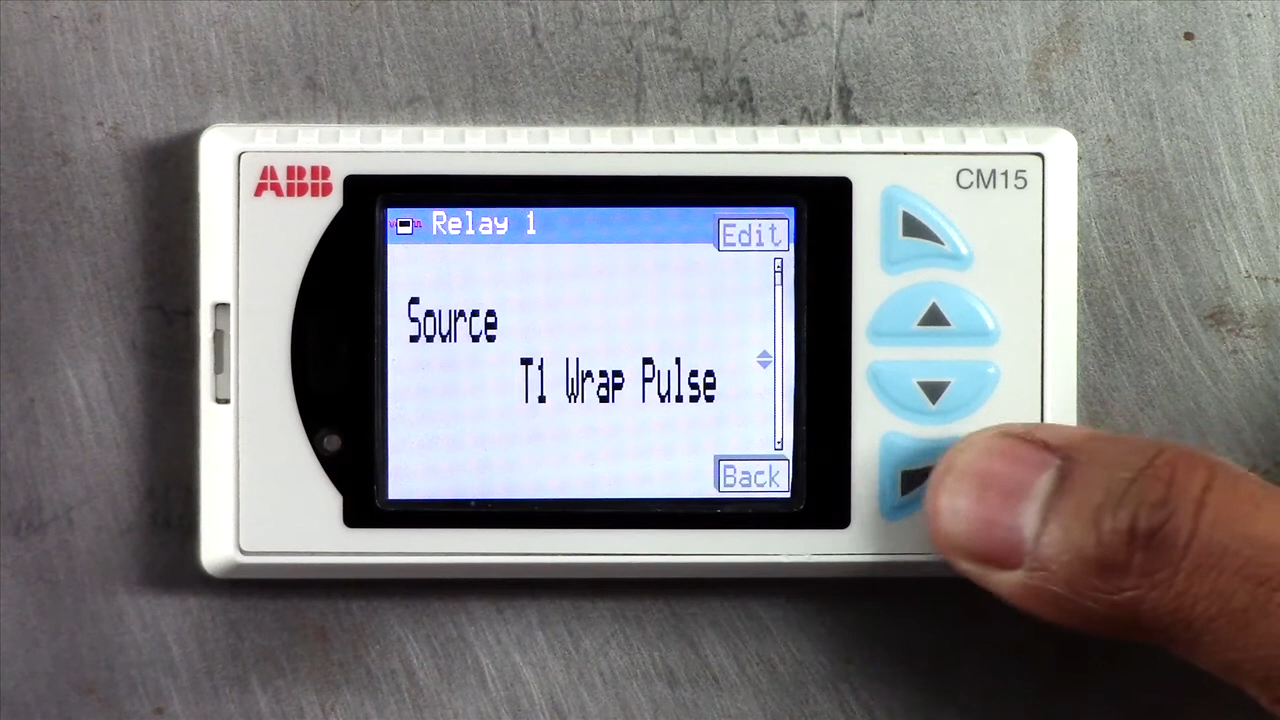 ABB
CM15
Relay 1
Edit
Source
T1 Wrap Pulse
Back